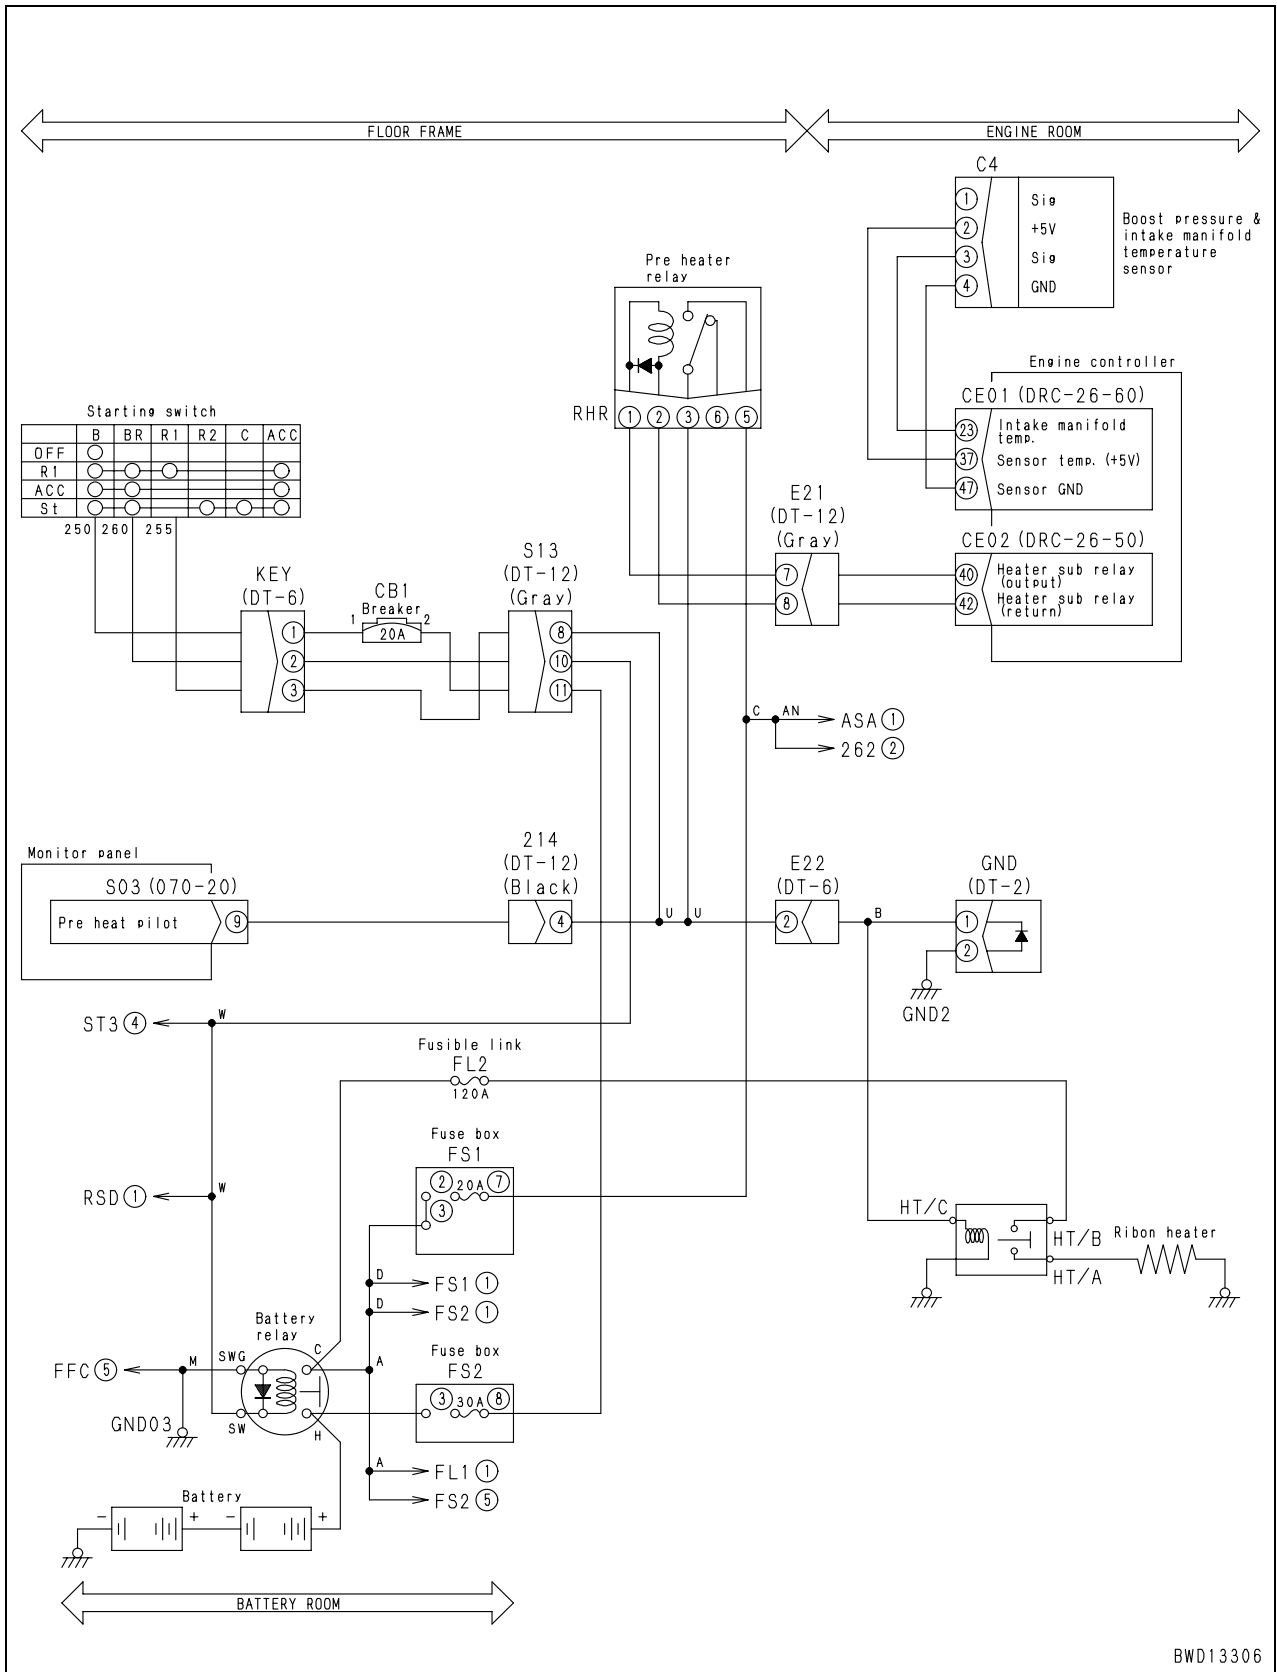 FLOOR FRAME
ENGINE ROOM
C4
1 Sig
2 +5V
3 Sig
4 GND
Boost pressure &
intake manifold
temperature
sensor
Pre heater
relay
RHR 1 2 3 6 5
Engine controller
CE01 (DRC-26-60)
23 Intake manifold
temp.
37 Sensor temp. (+5V)
47 Sensor GND
CE02 (DRC-26-50)
40 Heater sub relay
(output)
42 Heater sub relay
(return)
E21
(DT-12)
(Gray)
7
8
Starting switch
B BR R1 R2 C ACC
OFF
R1
ACC
St
250 260 255
KEY
(DT-6)
1
2
3
CB1
Breaker
1 2
20A
S13
(DT-12)
(Gray)
8
10
11
C AN
ASA 1
262 2
Monitor panel
S03 (070-20)
Pre heat pilot 9
214
(DT-12)
(Black)
4
U U
E22
(DT-6)
2
B
GND
(DT-2)
1
2
GND2
ST3 4
W
Fusible link
FL2
120A
Fuse box
FS1
2 20A 7
3
RSD 1
W
HT/C
HT/B
HT/A
Ribon heater
D
FS1 1
D
FS2 1
Battery
relay
C
SWG
M
FFC 5
A
Fuse box
FS2
3 30A 8
GND03
SW
H
A
FL1 1
FS2 5
Battery
- + - +
BATTERY ROOM
BWD13306